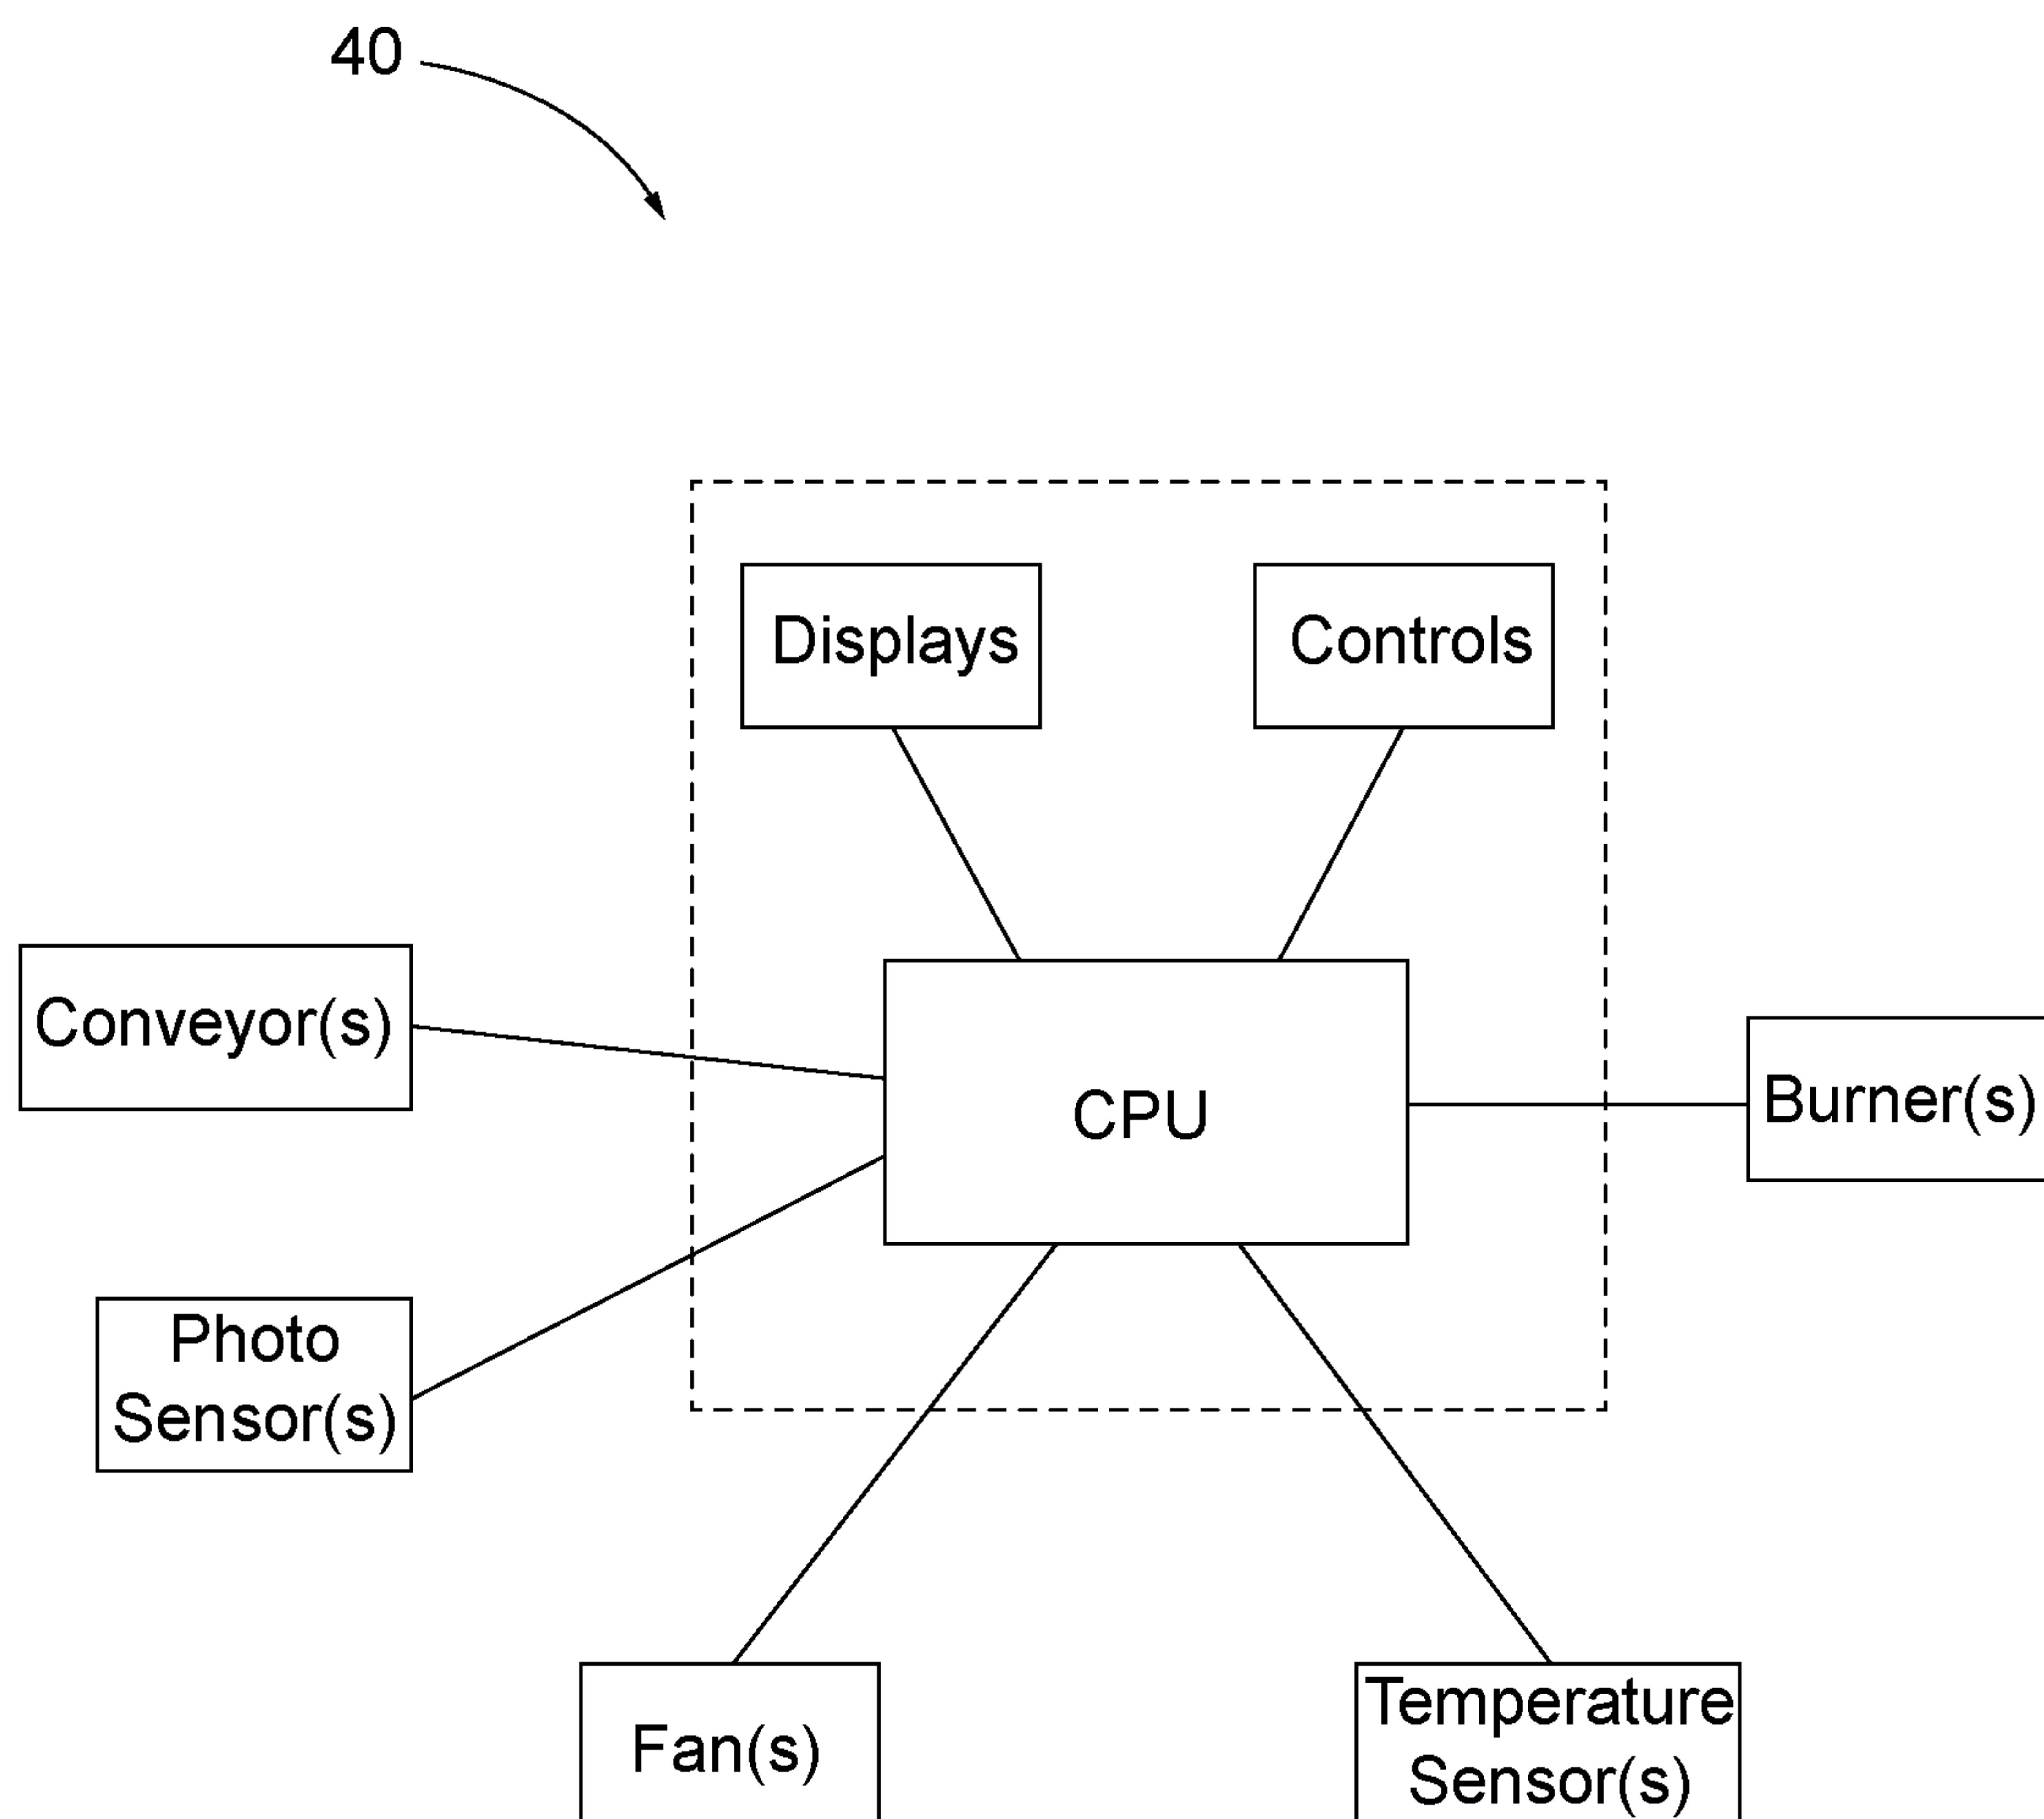 40
Displays
Controls
Conveyor(s)
CPU
Burner(s)
Photo
Sensor(s)
Fan(s)
Temperature
Sensor(s)